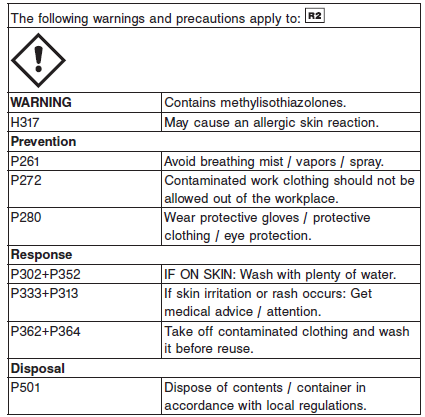 The following warnings and precautions apply to: R2
WARNING Contains methylisothiazolones.
H317 May cause an allergic skin reaction.
Prevention
P261 Avoid breathing mist / vapors / spray.
P272 Contaminated work clothing should not be
allowed out of the workplace.
P280 Wear protective gloves / protective
clothing / eye protection.
Response
P302+P352 IF ON SKIN: Wash with plenty of water.
P333+P313 If skin irritation or rash occurs: Get
medical advice / attention.
P362+P364 Take off contaminated clothing and wash
it before reuse.
Disposal
P501 Dispose of contents / container in
accordance with local regulations.